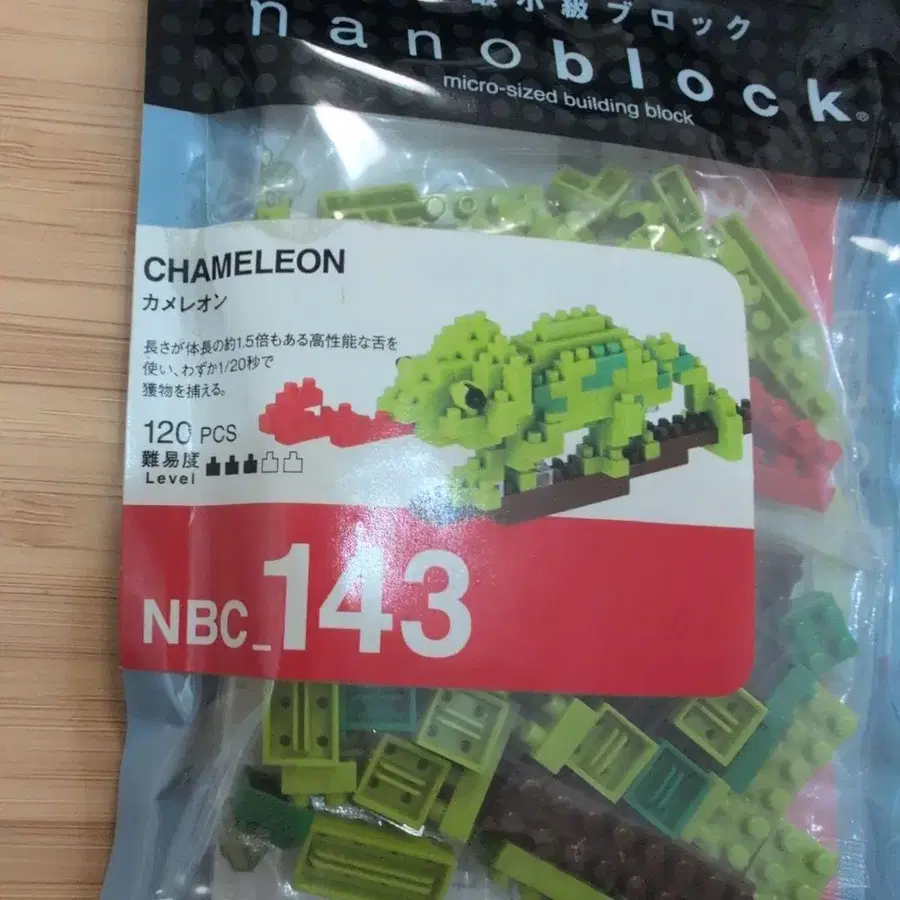 小級ブロック
nanoblock®
micro-sized building block
CHAMELEON
カメレオン
長さが体長の約1.5倍もある高性能な舌を
使い、わずか1/20秒で
獲物を捕える。
120 PCS
難易度
Level
NBC_143